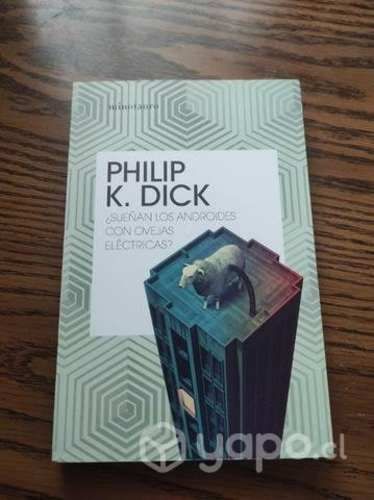 minotauro
PHILIP
K. DICK
¿SUEÑAN LOS ANDROIDES
CON OVEJAS
ELÉCTRICAS?
yapo.cl